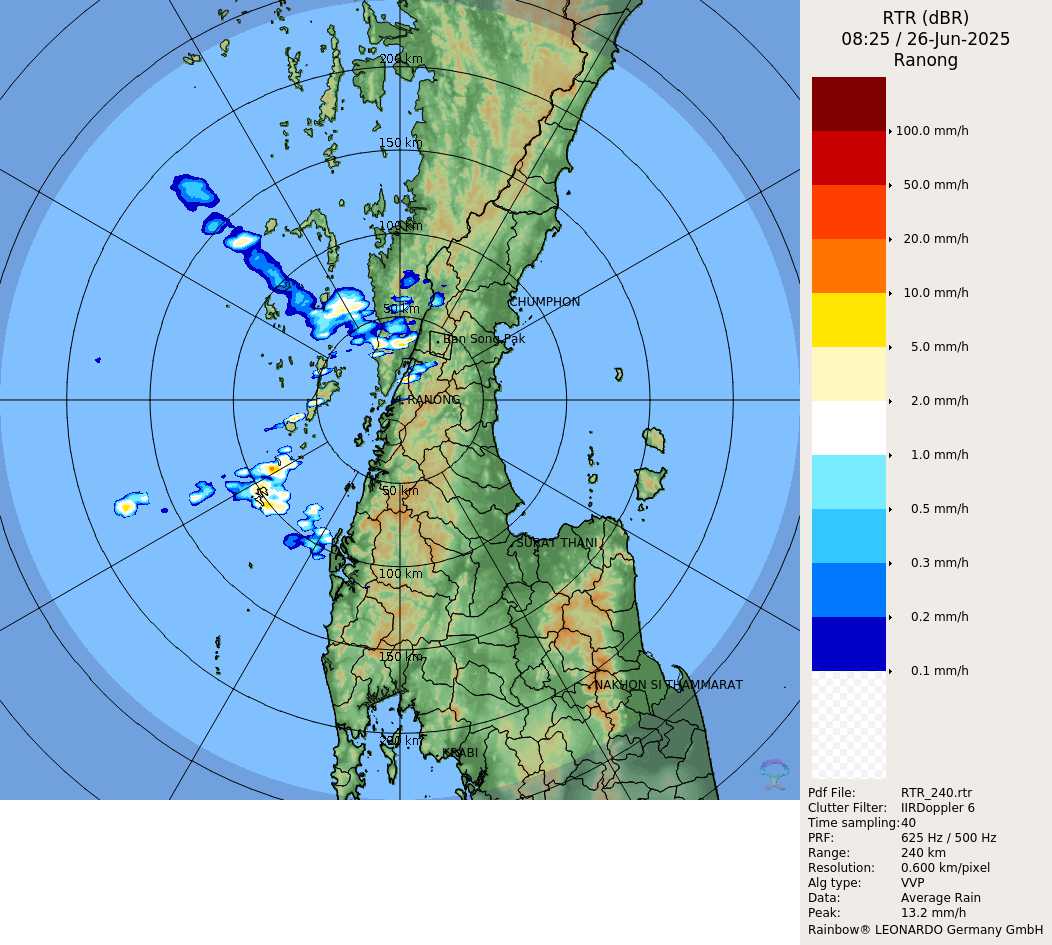 RTR (dBR)
08:25 / 26-Jun-2025
Ranong
100.0 mm/h
50.0 mm/h
20.0 mm/h
10.0 mm/h
5.0 mm/h
2.0 mm/h
1.0 mm/h
0.5 mm/h
0.3 mm/h
0.2 mm/h
0.1 mm/h
Pdf File: RTR_240.rtr
Clutter Filter: IIRDoppler 6
Time sampling: 40
PRF: 625 Hz / 500 Hz
Range: 240 km
Resolution: 0.600 km/pixel
Alg type: VVP
Data: Average Rain
Peak: 13.2 mm/h
Rainbow® LEONARDO Germany GmbH
200 km
150 km
100 km
50 km
CHUMPHON
Ban Song Pak
RANONG
50 km
SURAT THANI
100 km
150 km
NAKHON SI THAMMARAT
200 km
KRABI